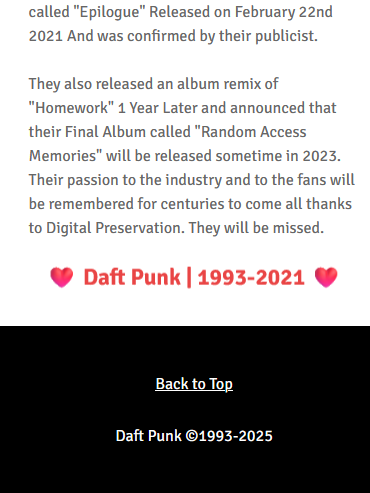 called "Epilogue" Released on February 22nd
2021 And was confirmed by their publicist.
They also released an album remix of
"Homework" 1 Year Later and announced that
their Final Album called "Random Access
Memories" will be released sometime in 2023.
Their passion to the industry and to the fans will
be remembered for centuries to come all thanks
to Digital Preservation. They will be missed.
Daft Punk | 1993-2021
Back to Top
Daft Punk ©1993-2025